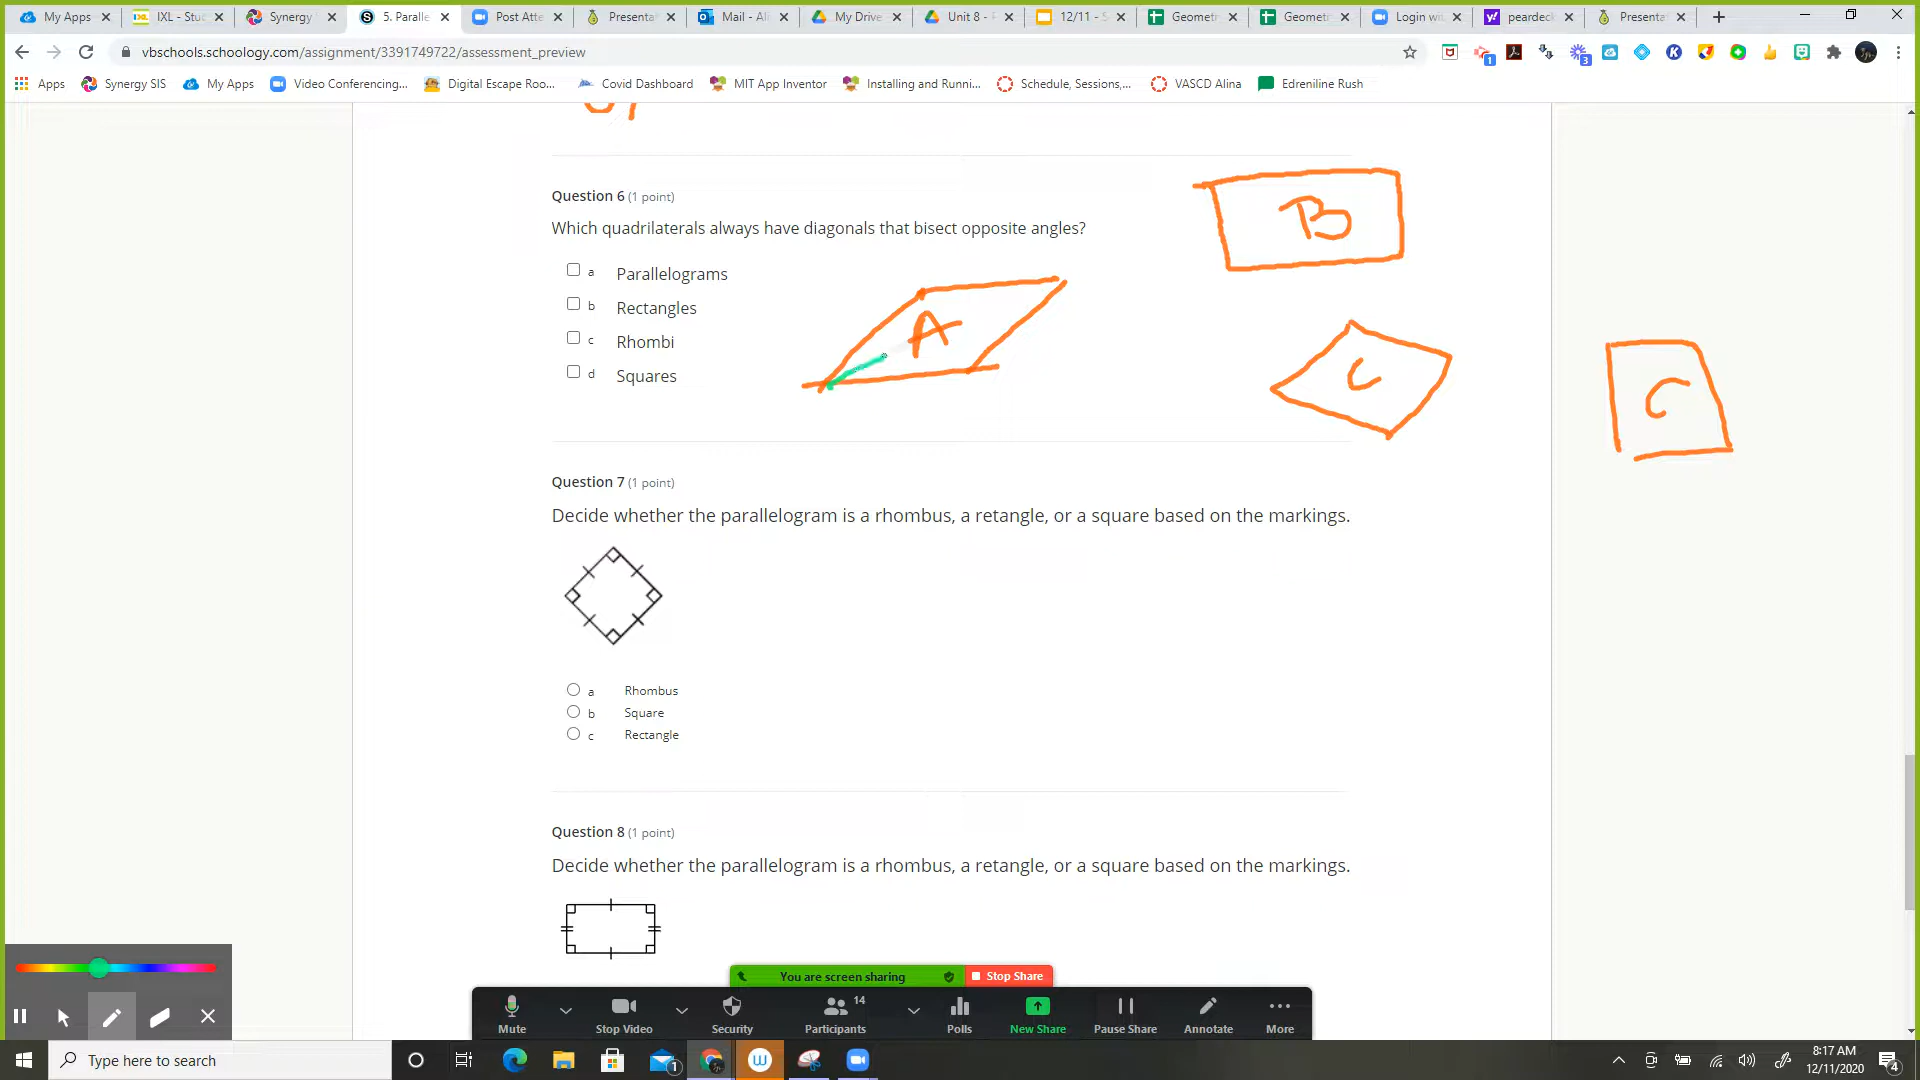 My Apps
IXL - Stud
Synergy
5. Paralle
Post Atte
Presenta
Mail - Ali
My Drive
Unit 8 -
12/11 - S
Geometr
Geometr
Login wi
peardeck
Presenta
vbschools.schoology.com/assignment/3391749722/assessment_preview
Apps
Synergy SIS
My Apps
Video Conferencing...
Digital Escape Roo...
Covid Dashboard
MIT App Inventor
Installing and Runni...
Schedule, Sessions,...
VASCD Alina
Edreniline Rush
Question 6 (1 point)
Which quadrilaterals always have diagonals that bisect opposite angles?
a Parallelograms
b Rectangles
c Rhombi
d Squares
A
B
C
C
Question 7 (1 point)
Decide whether the parallelogram is a rhombus, a retangle, or a square based on the markings.
a Rhombus
b Square
c Rectangle
Question 8 (1 point)
Decide whether the parallelogram is a rhombus, a retangle, or a square based on the markings.
You are screen sharing
Stop Share
Mute
Stop Video
Security
Participants 14
Polls
New Share
Pause Share
Annotate
More
Type here to search
8:17 AM
12/11/2020